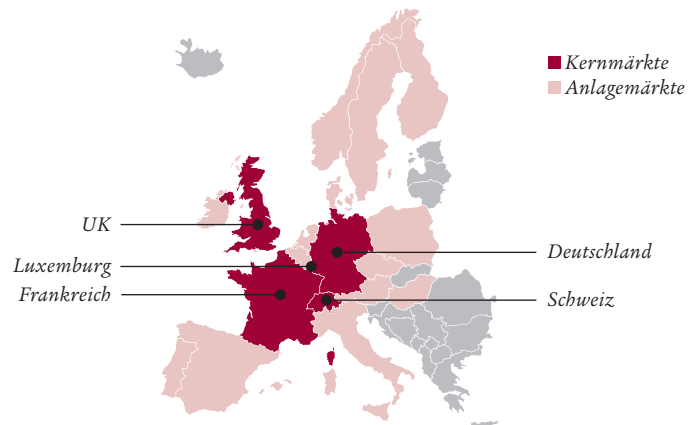 Kernmärkte
Anlagemärkte
UK
Luxemburg
Frankreich
Deutschland
Schweiz